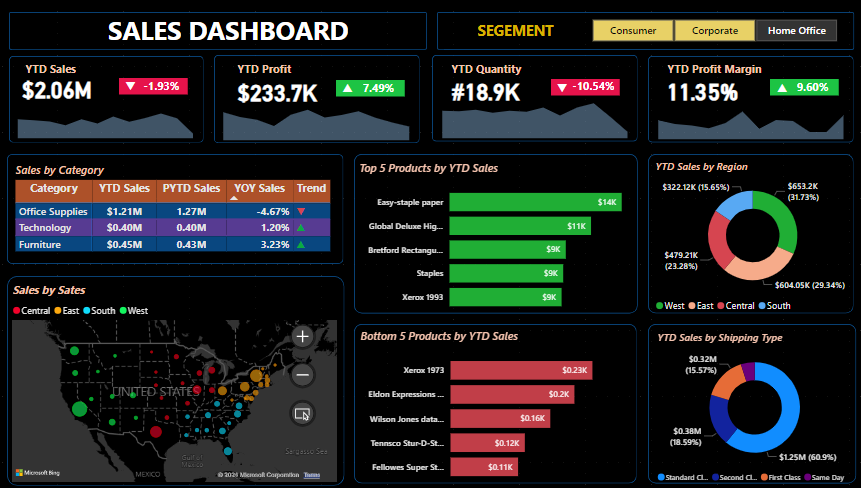 SALES DASHBOARD
SEGEMENT
Consumer
Corporate
Home Office
YTD Sales
$2.06M
▼ -1.93%
YTD Profit
$233.7K
▲ 7.49%
YTD Quantity
#18.9K
▼ -10.54%
YTD Profit Margin
11.35%
▲ 9.60%
Sales by Category
Category YTD Sales PYTD Sales YOY Sales Trend
Office Supplies $1.21M 1.27M -4.67% ▼
Technology $0.40M 0.40M 1.20% ▲
Furniture $0.45M 0.43M 3.23% ▲
Sales by Sates
Central East South West
UNITED STATES
MEXICO
Gulf of
Sargasso Sea
Microsoft Bing
© 2024 Microsoft Corporation Terms
Top 5 Products by YTD Sales
Easy-staple paper $14K
Global Deluxe Hig... $11K
Bretford Rectangu... $9K
Staples $9K
Xerox 1993 $9K
Bottom 5 Products by YTD Sales
Xerox 1973 $0.23K
Eldon Expressions ... $0.2K
Wilson Jones data... $0.16K
Tennsco Stur-D-St... $0.12K
Fellowes Super St... $0.11K
YTD Sales by Region
$322.12K (15.65%)
$653.2K
(31.73%)
$479.21K
(23.28%)
$604.05K (29.34%)
West East Central South
YTD Sales by Shipping Type
$0.32M
(15.57%)
$0.38M
(18.59%)
$1.25M (60.9%)
Standard Cl... Second Cl... First Class Same Day